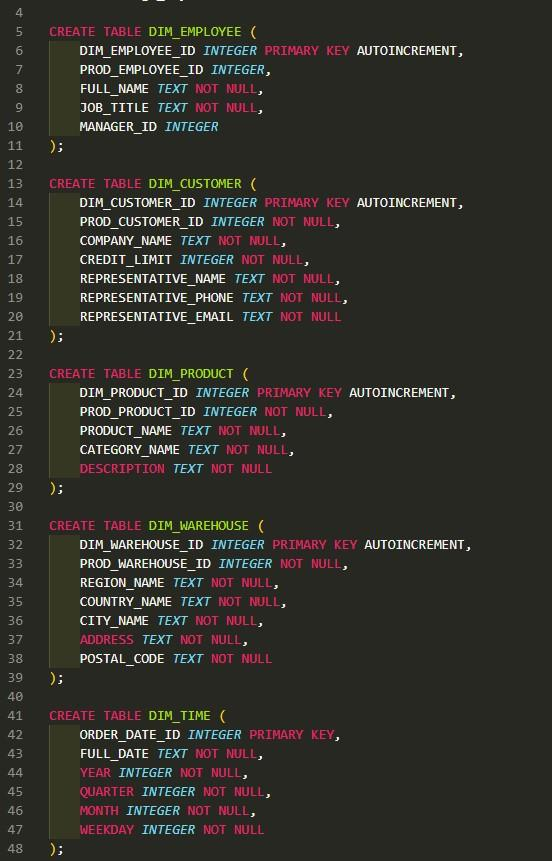 4
5 CREATE TABLE DIM_EMPLOYEE (
6 DIM_EMPLOYEE_ID INTEGER PRIMARY KEY AUTOINCREMENT,
7 PROD_EMPLOYEE_ID INTEGER,
8 FULL_NAME TEXT NOT NULL,
9 JOB_TITLE TEXT NOT NULL,
10 MANAGER_ID INTEGER
11 );
12
13 CREATE TABLE DIM_CUSTOMER (
14 DIM_CUSTOMER_ID INTEGER PRIMARY KEY AUTOINCREMENT,
15 PROD_CUSTOMER_ID INTEGER NOT NULL,
16 COMPANY_NAME TEXT NOT NULL,
17 CREDIT_LIMIT INTEGER NOT NULL,
18 REPRESENTATIVE_NAME TEXT NOT NULL,
19 REPRESENTATIVE_PHONE TEXT NOT NULL,
20 REPRESENTATIVE_EMAIL TEXT NOT NULL
21 );
22
23 CREATE TABLE DIM_PRODUCT (
24 DIM_PRODUCT_ID INTEGER PRIMARY KEY AUTOINCREMENT,
25 PROD_PRODUCT_ID INTEGER NOT NULL,
26 PRODUCT_NAME TEXT NOT NULL,
27 CATEGORY_NAME TEXT NOT NULL,
28 DESCRIPTION TEXT NOT NULL
29 );
30
31 CREATE TABLE DIM_WAREHOUSE (
32 DIM_WAREHOUSE_ID INTEGER PRIMARY KEY AUTOINCREMENT,
33 PROD_WAREHOUSE_ID INTEGER NOT NULL,
34 REGION_NAME TEXT NOT NULL,
35 COUNTRY_NAME TEXT NOT NULL,
36 CITY_NAME TEXT NOT NULL,
37 ADDRESS TEXT NOT NULL,
38 POSTAL_CODE TEXT NOT NULL
39 );
40
41 CREATE TABLE DIM_TIME (
42 ORDER_DATE_ID INTEGER PRIMARY KEY,
43 FULL_DATE TEXT NOT NULL,
44 YEAR INTEGER NOT NULL,
45 QUARTER INTEGER NOT NULL,
46 MONTH INTEGER NOT NULL,
47 WEEKDAY INTEGER NOT NULL
48 );